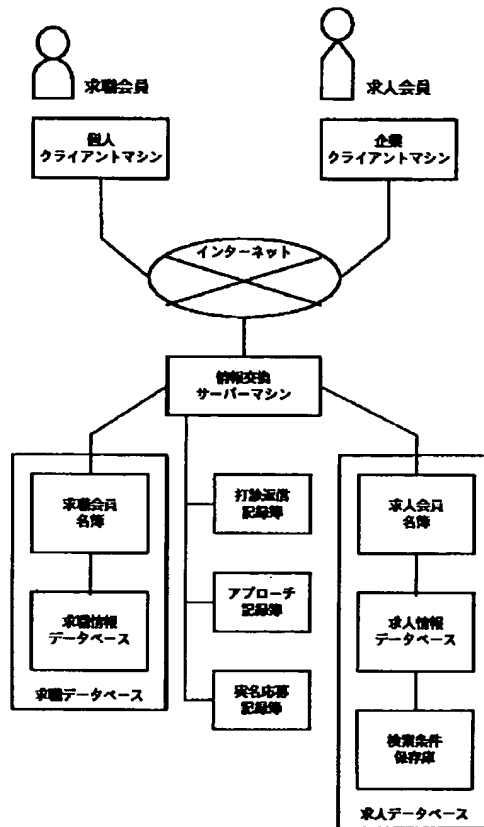 求職会員
求人会員
個人
クライアントマシン
企業
クライアントマシン
インターネット
情報交換
サーバーマシン
求職会員
名簿
求職情報
データベース
求職データベース
打診返信
記録簿
アプローチ
記録簿
実名応募
記録簿
求人会員
名簿
求人情報
データベース
検索条件
保存庫
求人データベース